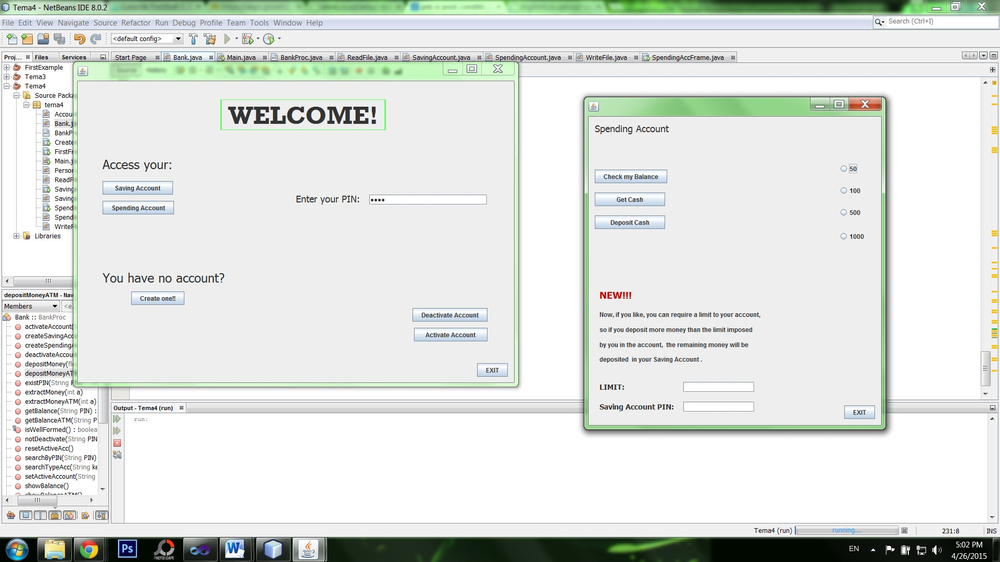 Tema4 - NetBeans IDE 8.0.2
File Edit View Navigate Source Refactor Run Debug Profile Team Tools Window Help
Search (Ctrl+I)
<default config>
Proj... Files Services
Start Page Bank.java Main.java BankProc.java ReadFile.java SavingAccount.java SpendingAccount.java WriteFile.java SpendingAccFrame.java
FirstExample
Tema3
Tema4
Source Packa
tema4
Accou
Bank.j
BankP
Create
FirstFr
Main.j
Person
ReadF
Saving
Saving
Spend
Spend
WriteF
Libraries
WELCOME!
Access your:
Saving Account
Spending Account
Enter your PIN:
••••
You have no account?
Create one!!
Deactivate Account
Activate Account
EXIT
Spending Account
Check my Balance
Get Cash
Deposit Cash
50
100
500
1000
NEW!!!
Now, if you like, you can require a limit to your account,
so if you deposit more money than the limit imposed
by you in the account, the remaining money will be
deposited in your Saving Account .
LIMIT:
Saving Account PIN:
EXIT
depositMoneyATM - Nav
Members
<e
Bank :: BankProc
activateAccount(
createSavingAcc
createSpending
deactivateAccou
depositMoney(fl
depositMoneyAT
existPIN(String
extractMoney(int a)
extractMoneyATM(int a)
getBalance(String PIN) :
getBalanceATM(String P
isWellFormed() : boolea
notDeactivate(String PIN
resetActiveAcc()
searchByPIN(String PIN)
searchTypeAcc(String ke
setActiveAccount(String
showBalance()
showBalanceATM()
Output - Tema4 (run)
run:
Tema4 (run)
running...
231:8
INS
Ps
PHOTOSCAPE
W
EN
5:02 PM
4/26/2015